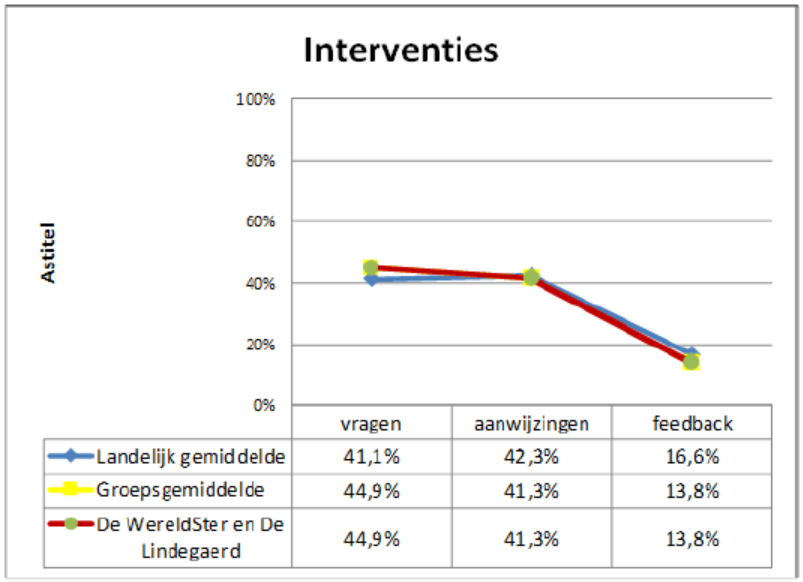 Interventies
100%
80%
60%
40%
20%
0%
Astitel
vragen aanwijzingen feedback
Landelijk gemiddelde 41,1% 42,3% 16,6%
Groepsgemiddelde 44,9% 41,3% 13,8%
De WereldSter en De
Lindegaerd 44,9% 41,3% 13,8%